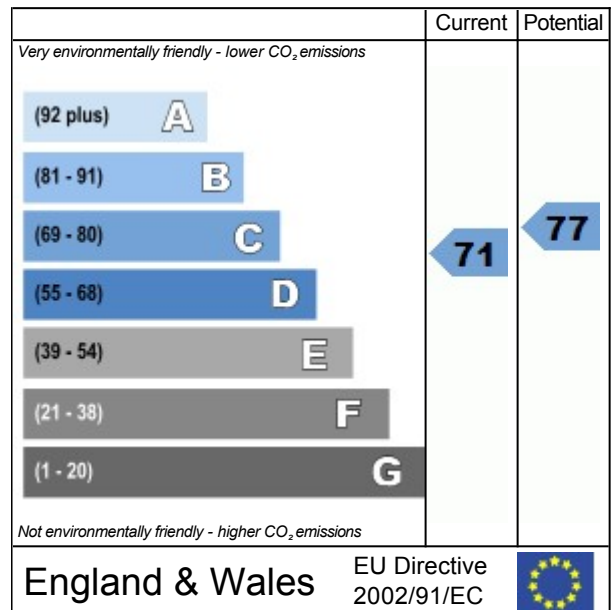 Current Potential
Very environmentally friendly - lower CO₂ emissions
(92 plus) A
(81 - 91) B
(69 - 80) C
71
77
(55 - 68) D
(39 - 54) E
(21 - 38) F
(1 - 20) G
Not environmentally friendly - higher CO₂ emissions
England & Wales
EU Directive
2002/91/EC